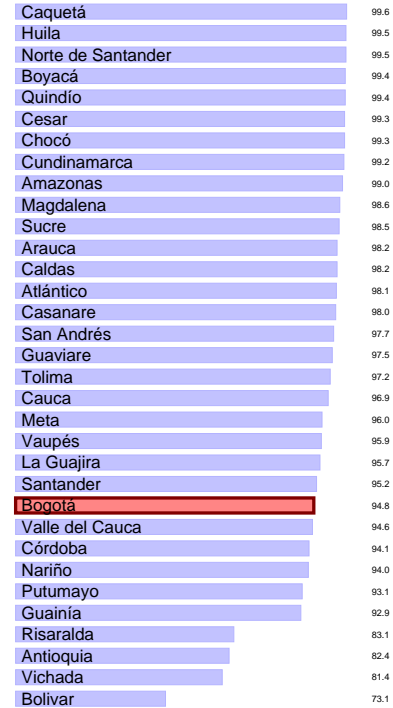 Caquetá 99.6
Huila 99.5
Norte de Santander 99.5
Boyacá 99.4
Quindío 99.4
Cesar 99.3
Chocó 99.3
Cundinamarca 99.2
Amazonas 99.0
Magdalena 98.6
Sucre 98.5
Arauca 98.2
Caldas 98.2
Atlántico 98.1
Casanare 98.0
San Andrés 97.7
Guaviare 97.5
Tolima 97.2
Cauca 96.9
Meta 96.0
Vaupés 95.9
La Guajira 95.7
Santander 95.2
Bogotá 94.8
Valle del Cauca 94.6
Córdoba 94.1
Nariño 94.0
Putumayo 93.1
Guainía 92.9
Risaralda 83.1
Antioquia 82.4
Vichada 81.4
Bolivar 73.1